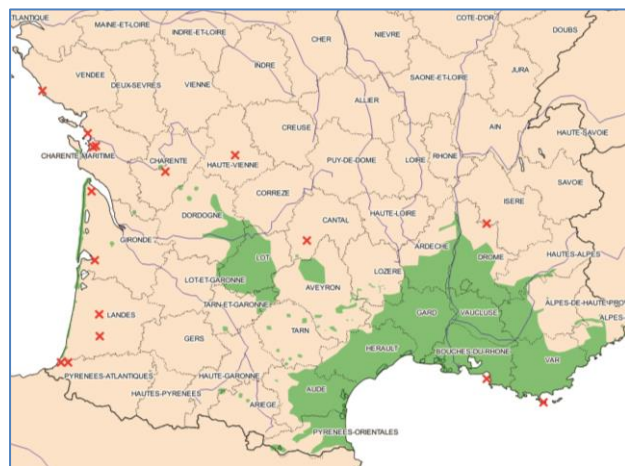 ATLANTIQUE
MAINE-ET-LOIRE
INDRE-ET-LOIRE
CHER
NIEVRE
COTE-D'OR
DOUBS
VENDEE
DEUX-SEVRES
VIENNE
INDRE
ALLIER
SAONE-ET-LOIRE
JURA
CREUSE
AIN
HAUTE-SAVOIE
CHARENTE-MARITIME
CHARENTE
HAUTE-VIENNE
PUY-DE-DOME
LOIRE
RHONE
CORREZE
ISERE
SAVOIE
DORDOGNE
CANTAL
HAUTE-LOIRE
GIRONDE
LOT
ARDECHE
DROME
HAUTES-ALPES
LOT-ET-GARONNE
AVEYRON
LOZERE
TARN-ET-GARONNE
GARD
VAUCLUSE
ALPES-DE-HAUTE-PROV
ALPES-
LANDES
GERS
TARN
HERAULT
BOUCHES-DU-RHONE
VAR
PYRENEES-ATLANTIQUES
HAUTE-GARONNE
HAUTES-PYRENEES
AUDE
ARIEGE
PYRENEES-ORIENTALES